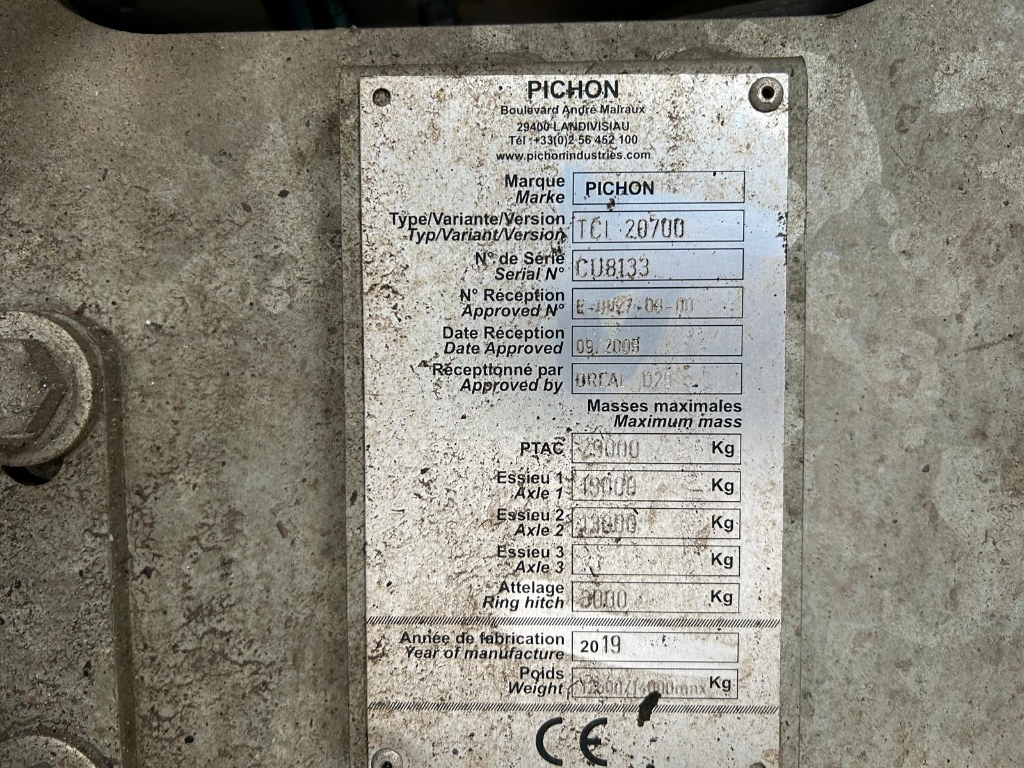 PICHON
Boulevard André Malraux
29400 LANDIVISIAU
Tél :+33(0)2 56 452 100
www.pichonindustries.com
Marque PICHON
Marke
Type/Variante/Version TCI 20700
Typ/Variant/Version
N° de Série CU8133
Serial N°
N° Réception
Approved N°
Date Réception 09.2009
Date Approved
Réceptionné par DREAL D29
Approved by
Masses maximales
Maximum mass
PTAC 29000 Kg
Essieu 1 Kg
Axle 1
Essieu 2 13000 Kg
Axle 2
Essieu 3 Kg
Axle 3
Attelage 3000 Kg
Ring hitch
Année de fabrication 2019
Year of manufacture
Poids Kg
Weight
CE